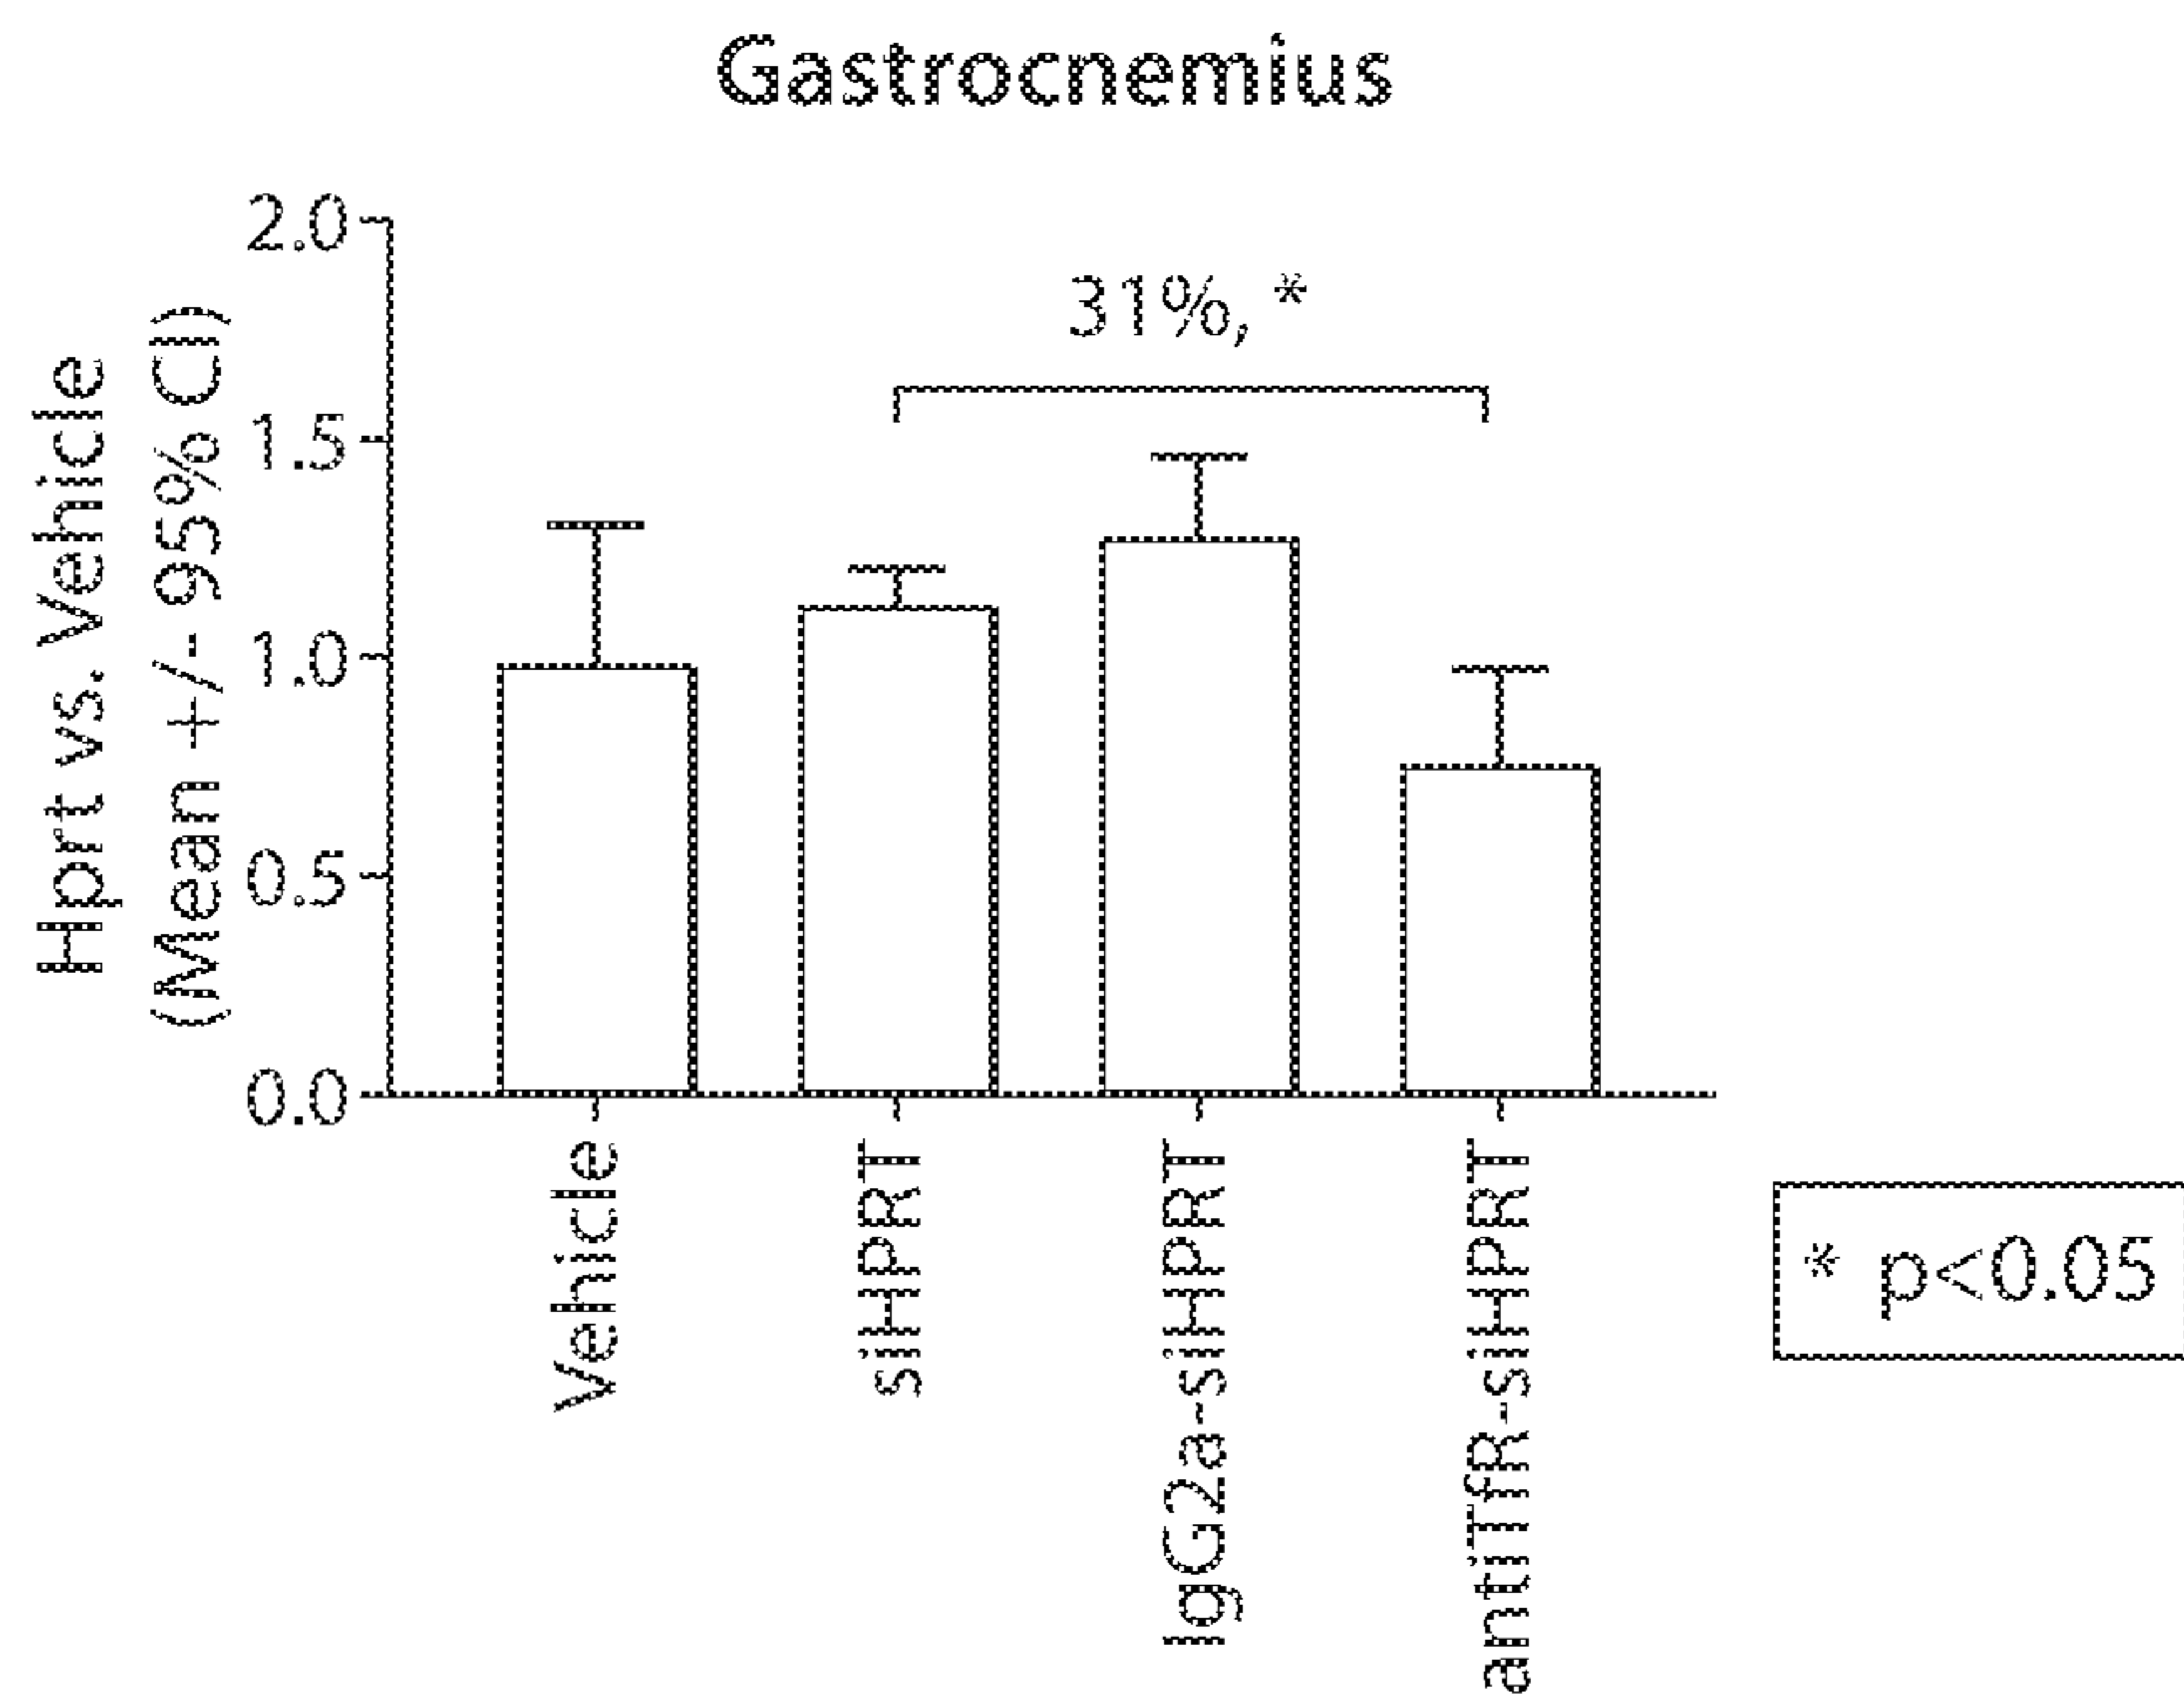 Gastrocnemius
Hprt vs. Vehicle
(Mean +/- 95% CI)
2.0
1.5
1.0
0.5
0.0
31%, *
Vehicle
siHPRT
IgG2a-siHPRT
antiTfR-siHPRT
* p<0.05